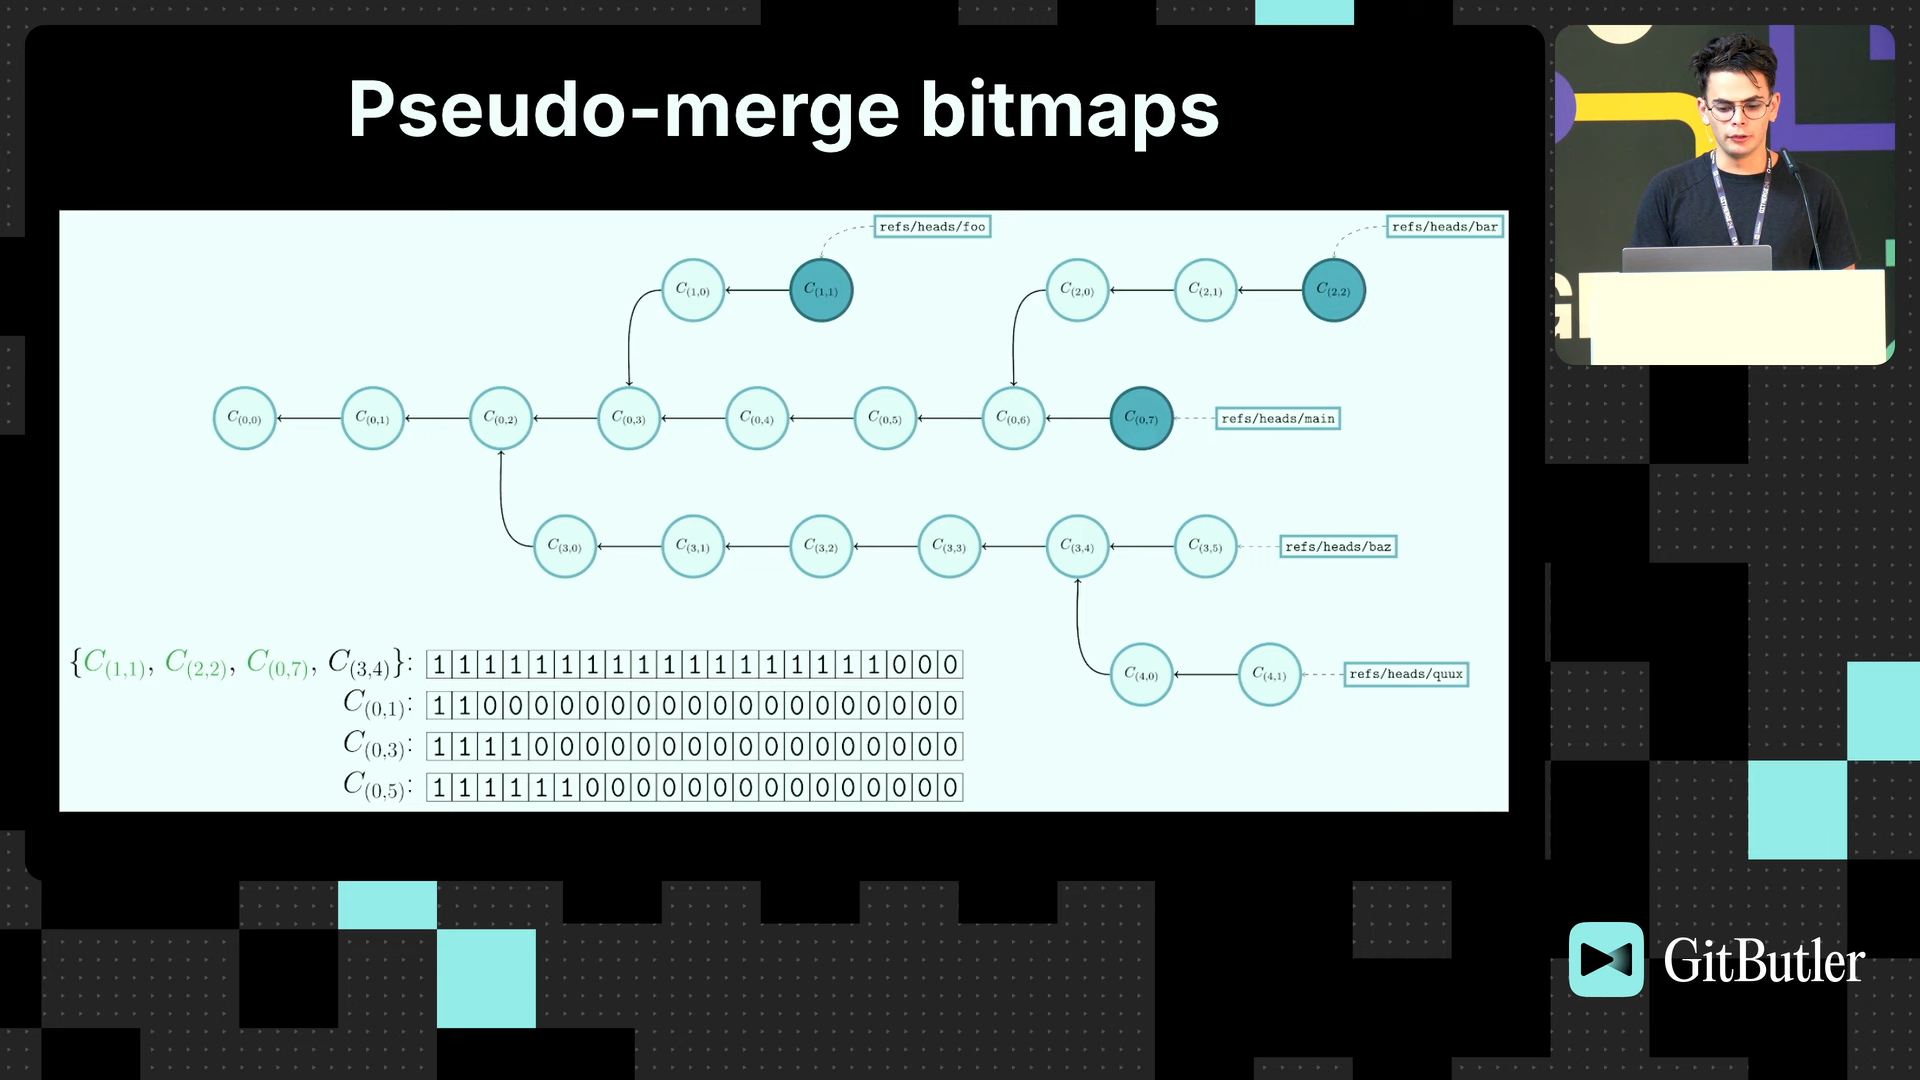 Pseudo-merge bitmaps
refs/heads/foo
refs/heads/bar
C(1,0)
C(1,1)
C(2,0)
C(2,1)
C(2,2)
C(0,0)
C(0,1)
C(0,2)
C(0,3)
C(0,4)
C(0,5)
C(0,6)
C(0,7)
refs/heads/main
C(3,0)
C(3,1)
C(3,2)
C(3,3)
C(3,4)
C(3,5)
refs/heads/baz
{C(1,1), C(2,2), C(0,7), C(3,4)}: 1 1 1 1 1 1 1 1 1 1 1 1 1 1 1 1 1 1 0 0 0
C(4,0)
C(4,1)
refs/heads/quux
C(0,1): 1 1 0 0 0 0 0 0 0 0 0 0 0 0 0 0 0 0 0 0 0
C(0,3): 1 1 1 1 0 0 0 0 0 0 0 0 0 0 0 0 0 0 0 0 0
C(0,5): 1 1 1 1 1 1 0 0 0 0 0 0 0 0 0 0 0 0 0 0 0
GitButler